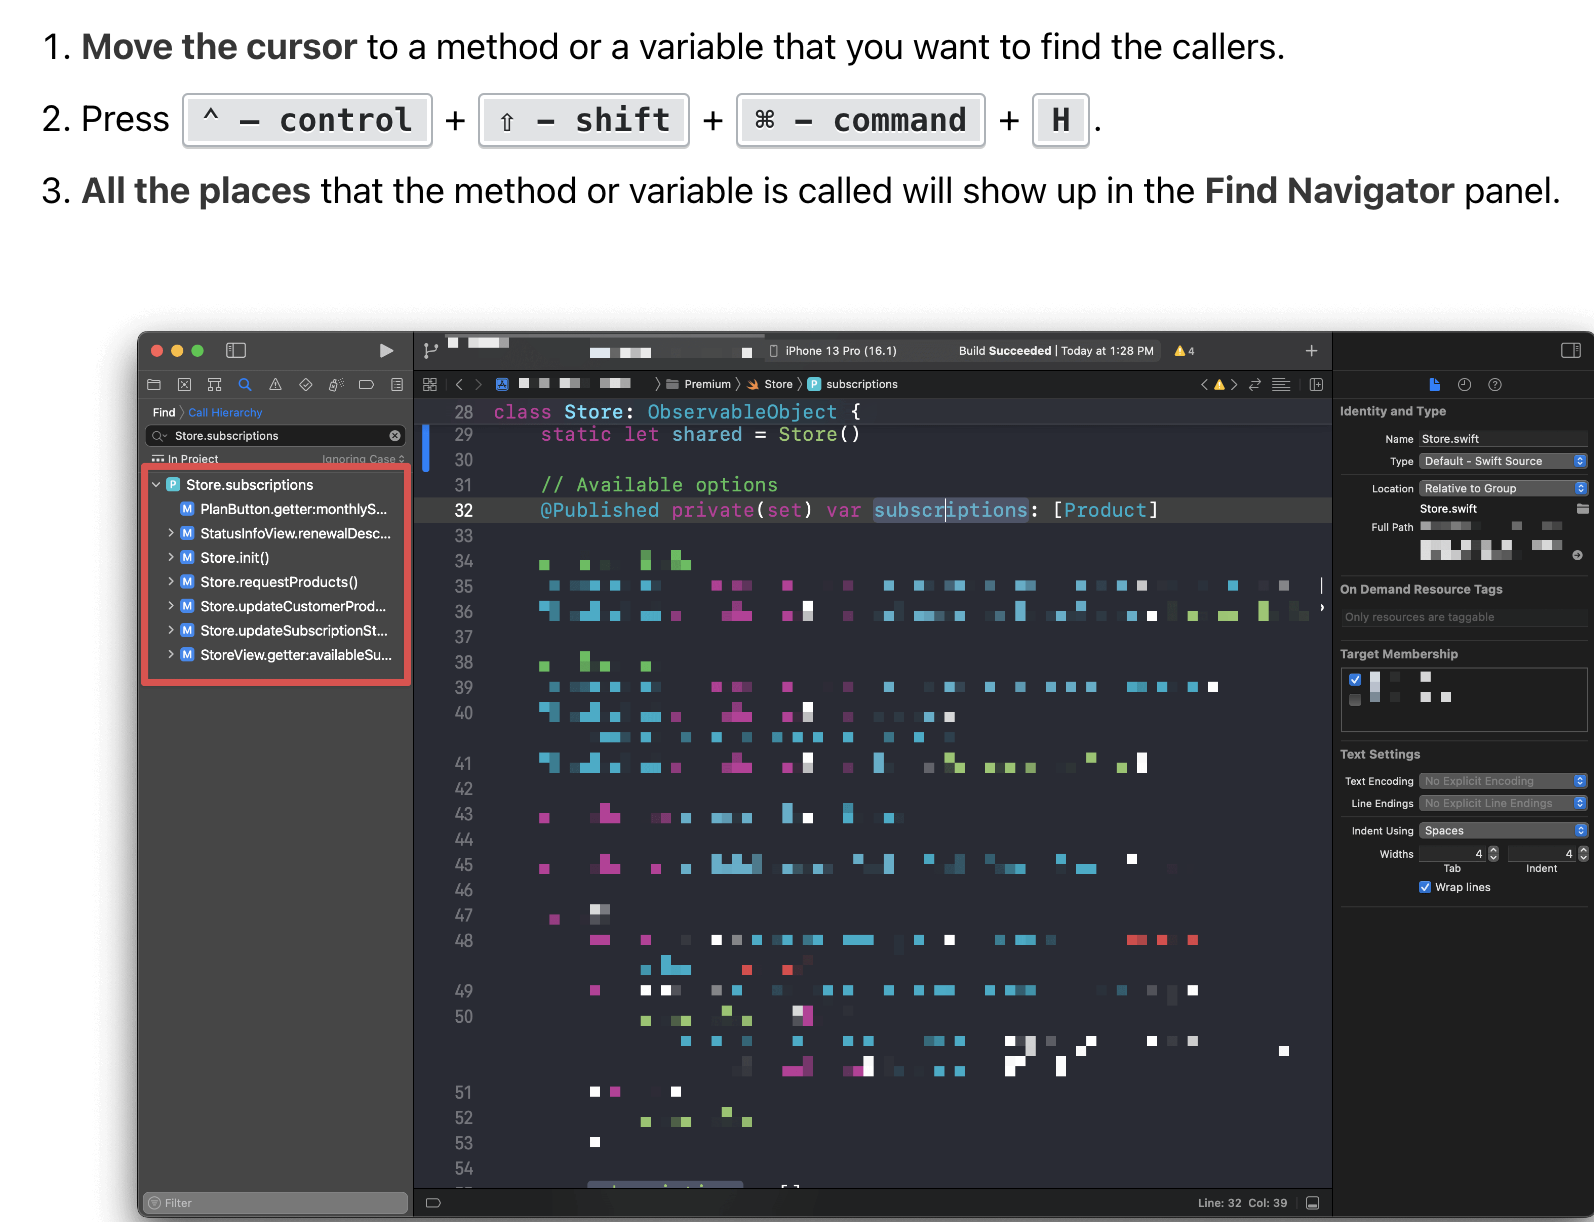 1. Move the cursor to a method or a variable that you want to find the callers.
2. Press ^ – control + ⇧ – shift + ⌘ – command + H.
3. All the places that the method or variable is called will show up in the Find Navigator panel.
iPhone 13 Pro (16.1)
Build Succeeded | Today at 1:28 PM
4
Premium
Store
P subscriptions
Find
Call Hierarchy
Store.subscriptions
In Project
Ignoring Case
P Store.subscriptions
M PlanButton.getter:monthlyS...
M StatusInfoView.renewalDesc...
M Store.init()
M Store.requestProducts()
M Store.updateCustomerProd...
M Store.updateSubscriptionSt...
M StoreView.getter:availableSu...
Filter
28 class Store: ObservableObject {
29 static let shared = Store()
30
31 // Available options
32 @Published private(set) var subscriptions: [Product]
33
34
35
36
37
38
39
40
41
42
43
44
45
46
47
48
49
50
51
52
53
54
Line: 32 Col: 39
Identity and Type
Name Store.swift
Type Default - Swift Source
Location Relative to Group
Store.swift
Full Path
On Demand Resource Tags
Only resources are taggable
Target Membership
Text Settings
Text Encoding No Explicit Encoding
Line Endings No Explicit Line Endings
Indent Using Spaces
Widths 4 4
Tab Indent
Wrap lines